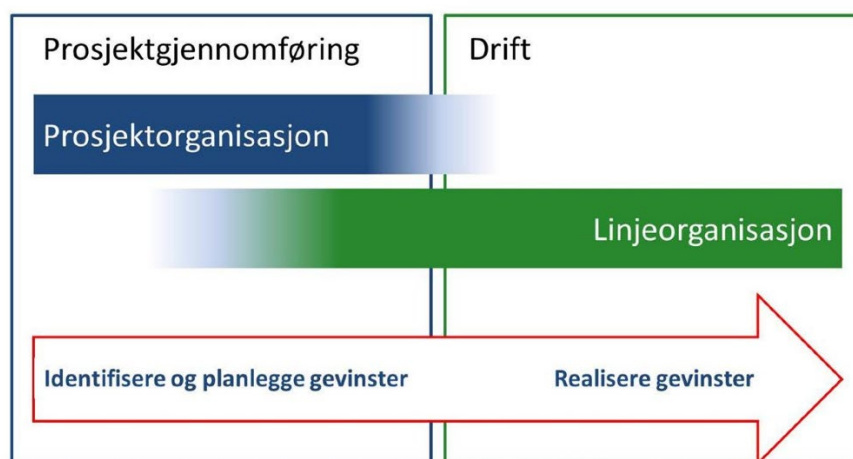 Prosjektgjennomføring
Drift
Prosjektorganisasjon
Linjeorganisasjon
Identifisere og planlegge gevinster
Realisere gevinster